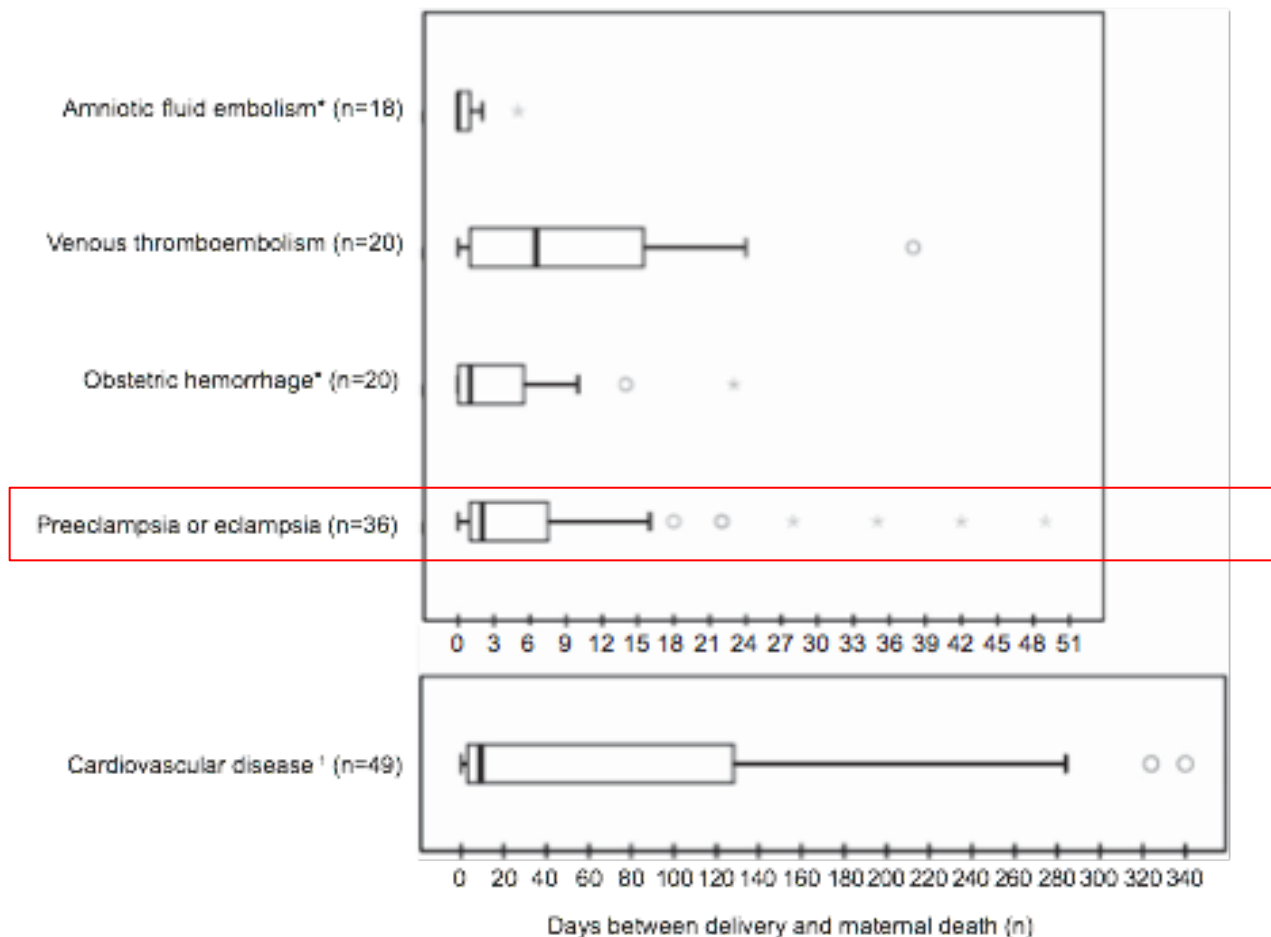 Amniotic fluid embolism* (n=18)
Venous thromboembolism (n=20)
Obstetric hemorrhage* (n=20)
Preeclampsia or eclampsia (n=36)
0 3 6 9 12 15 18 21 24 27 30 33 36 39 42 45 48 51
Cardiovascular disease† (n=49)
0 20 40 60 80 100 120 140 160 180 200 220 240 260 280 300 320 340
Days between delivery and maternal death (n)